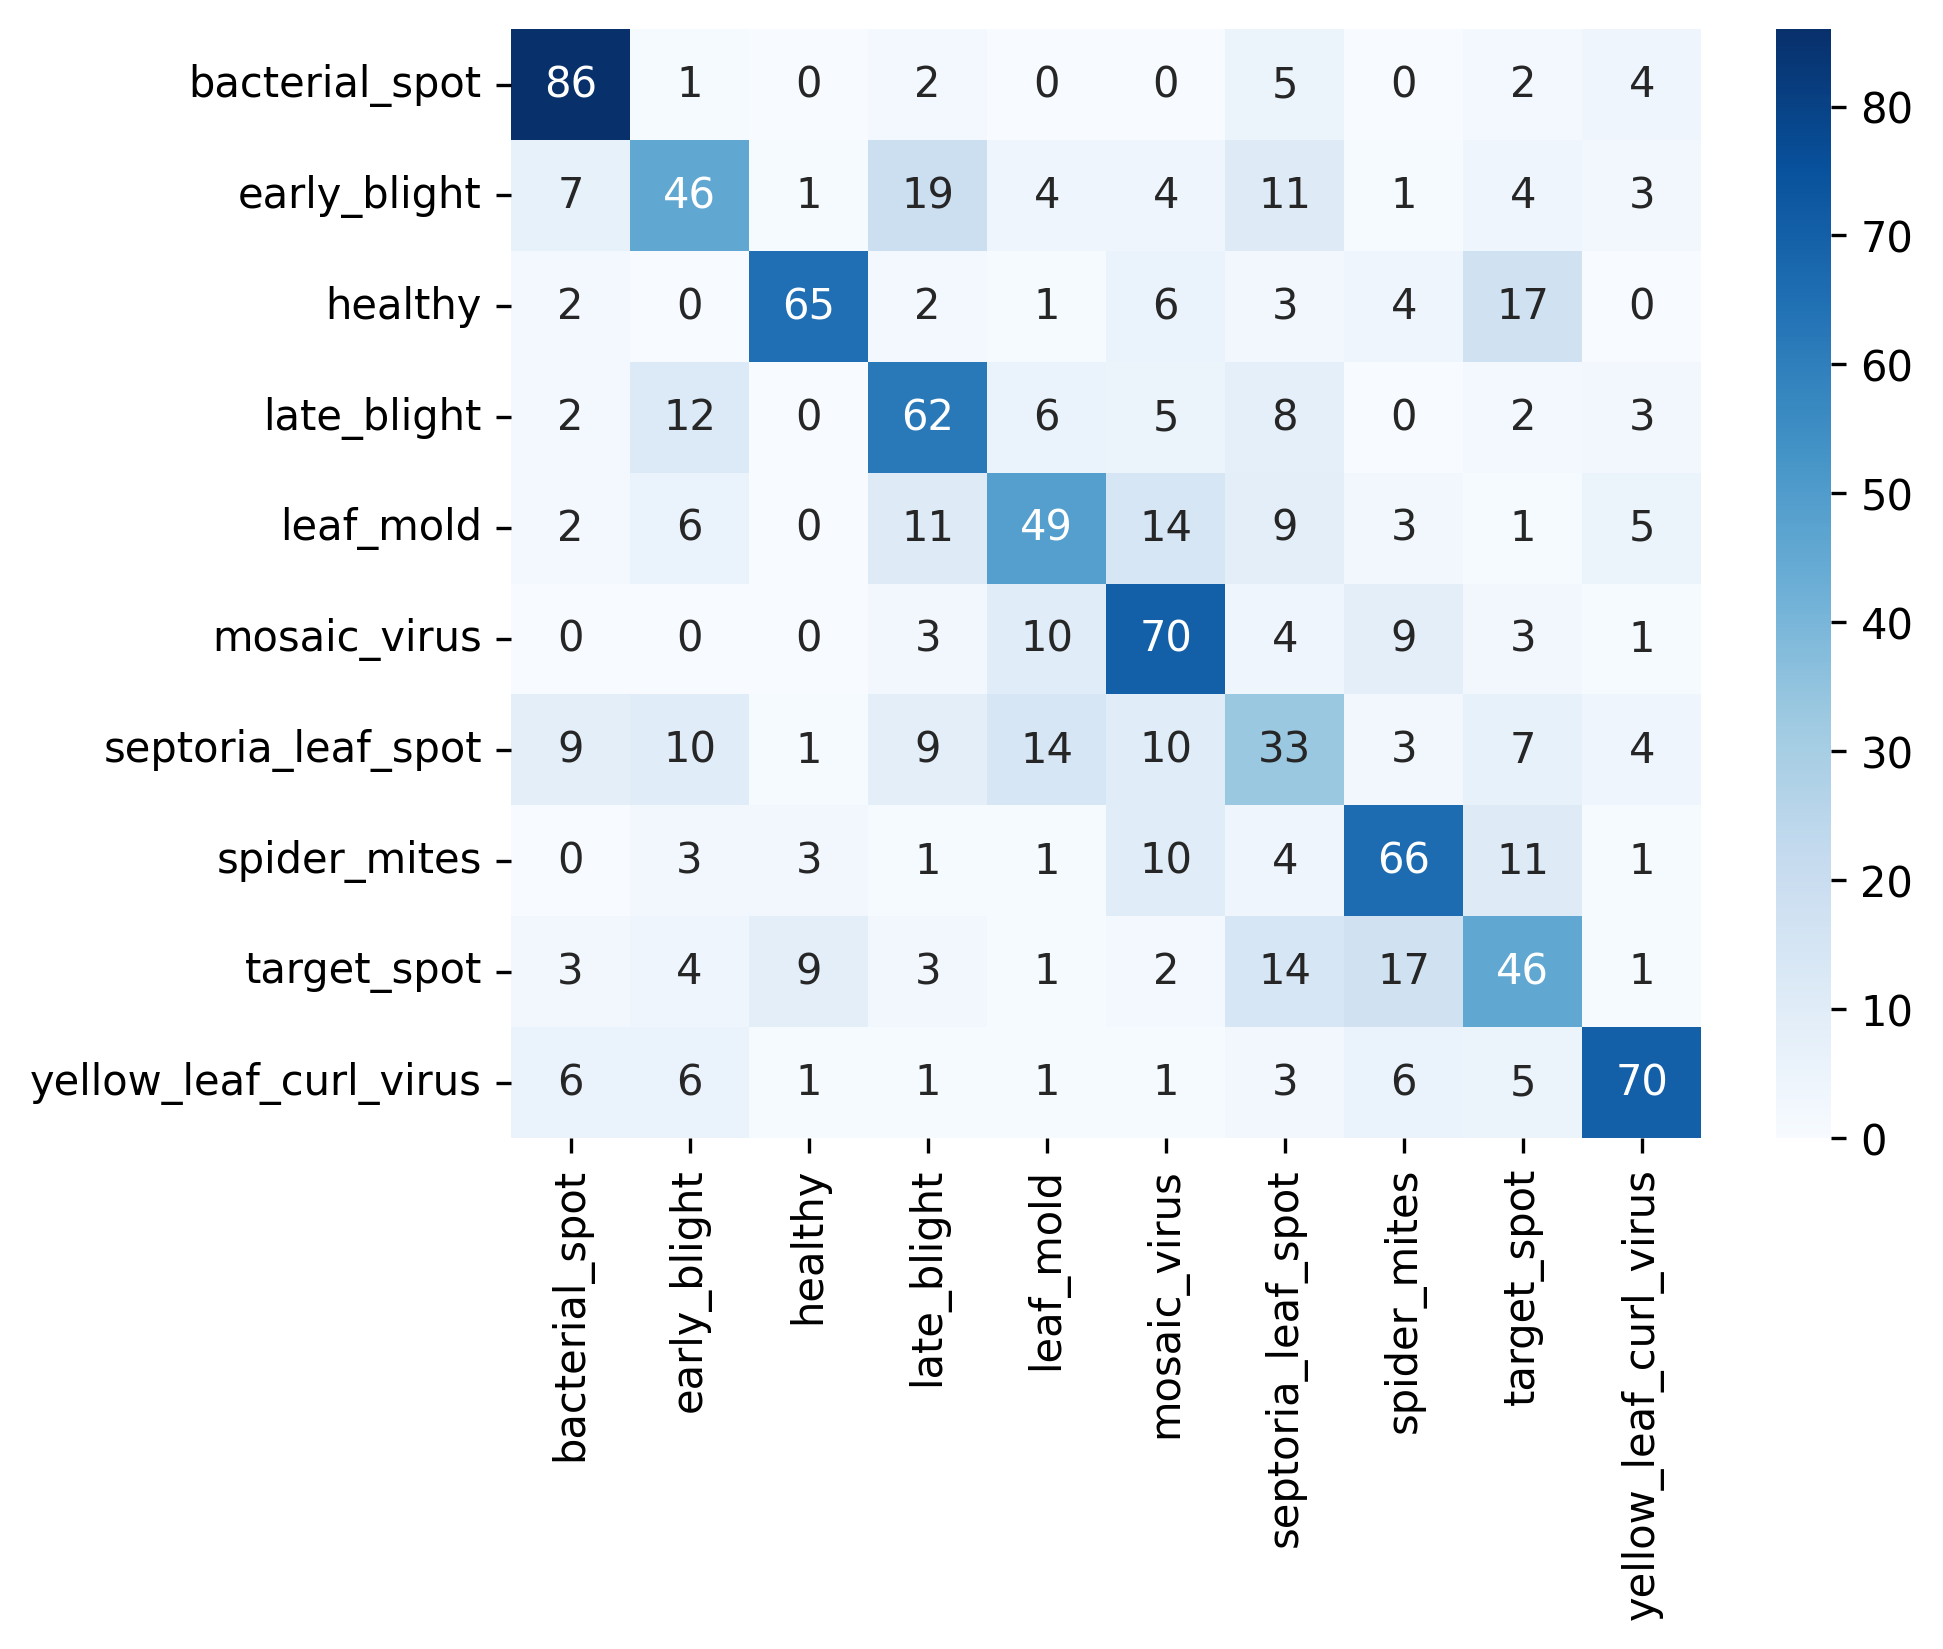 bacterial_spot 86 1 0 2 0 0 5 0 2 4
early_blight 7 46 1 19 4 4 11 1 4 3
healthy 2 0 65 2 1 6 3 4 17 0
late_blight 2 12 0 62 6 5 8 0 2 3
leaf_mold 2 6 0 11 49 14 9 3 1 5
mosaic_virus 0 0 0 3 10 70 4 9 3 1
septoria_leaf_spot 9 10 1 9 14 10 33 3 7 4
spider_mites 0 3 3 1 1 10 4 66 11 1
target_spot 3 4 9 3 1 2 14 17 46 1
yellow_leaf_curl_virus 6 6 1 1 1 1 3 6 5 70
bacterial_spot
early_blight
healthy
late_blight
leaf_mold
mosaic_virus
septoria_leaf_spot
spider_mites
target_spot
yellow_leaf_curl_virus
80
70
60
50
40
30
20
10
0